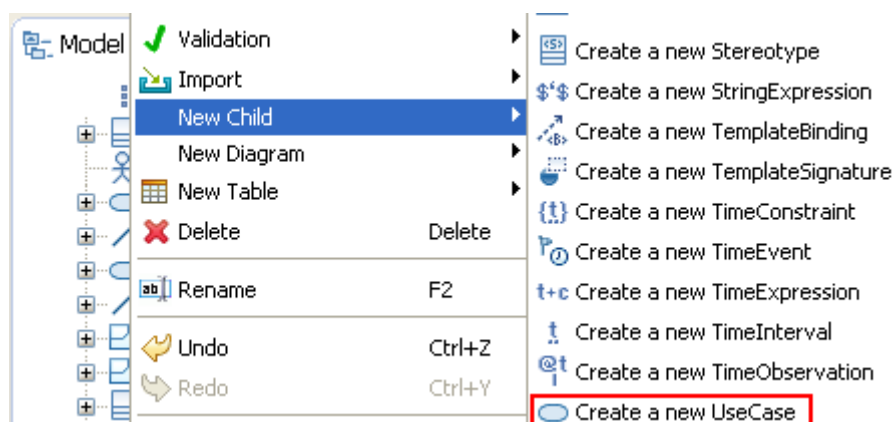 Model
Validation
Import
New Child
New Diagram
New Table
Delete Delete
Rename F2
Undo Ctrl+Z
Redo Ctrl+Y
Create a new Stereotype
Create a new StringExpression
Create a new TemplateBinding
Create a new TemplateSignature
Create a new TimeConstraint
Create a new TimeEvent
Create a new TimeExpression
Create a new TimeInterval
Create a new TimeObservation
Create a new UseCase